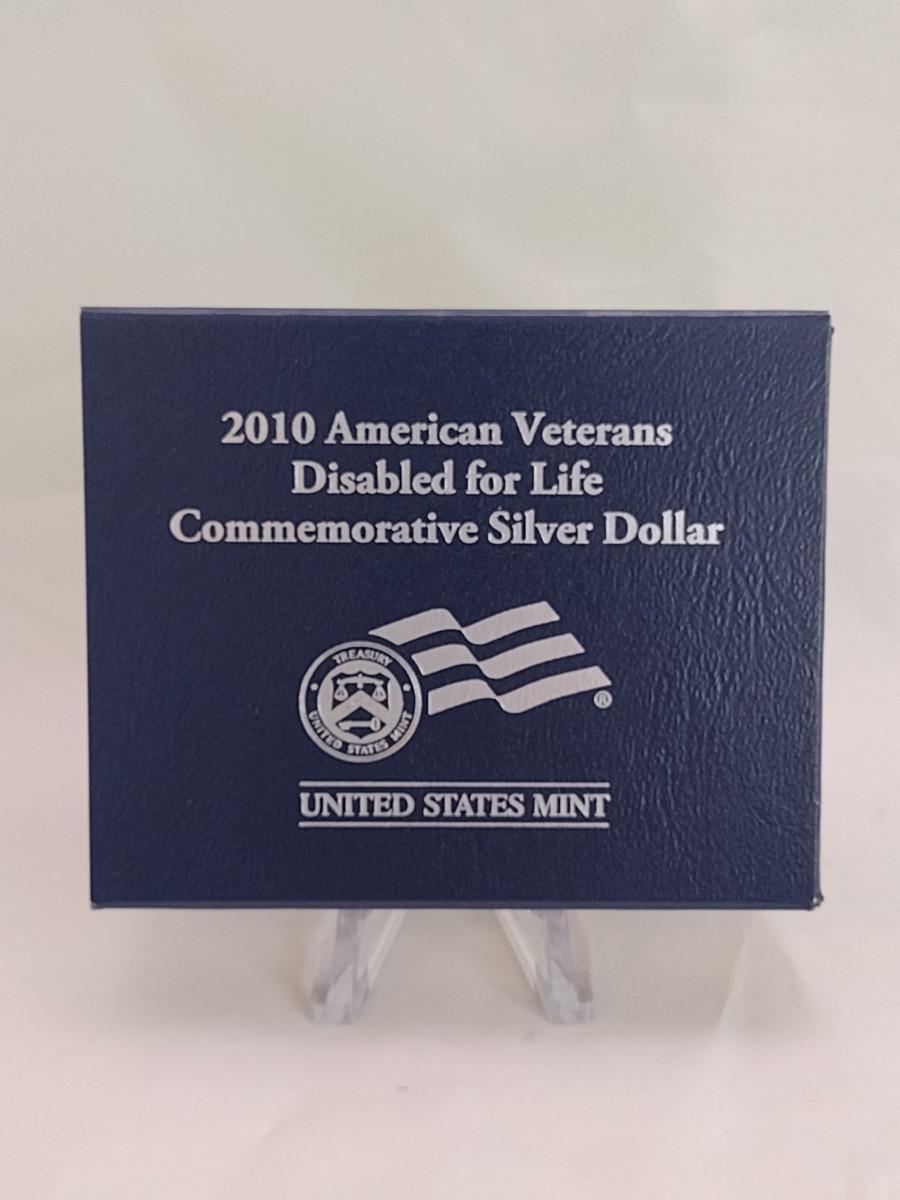 2010 American Veterans
Disabled for Life
Commemorative Silver Dollar
TREASURY
UNITED STATES MINT
®
UNITED STATES MINT